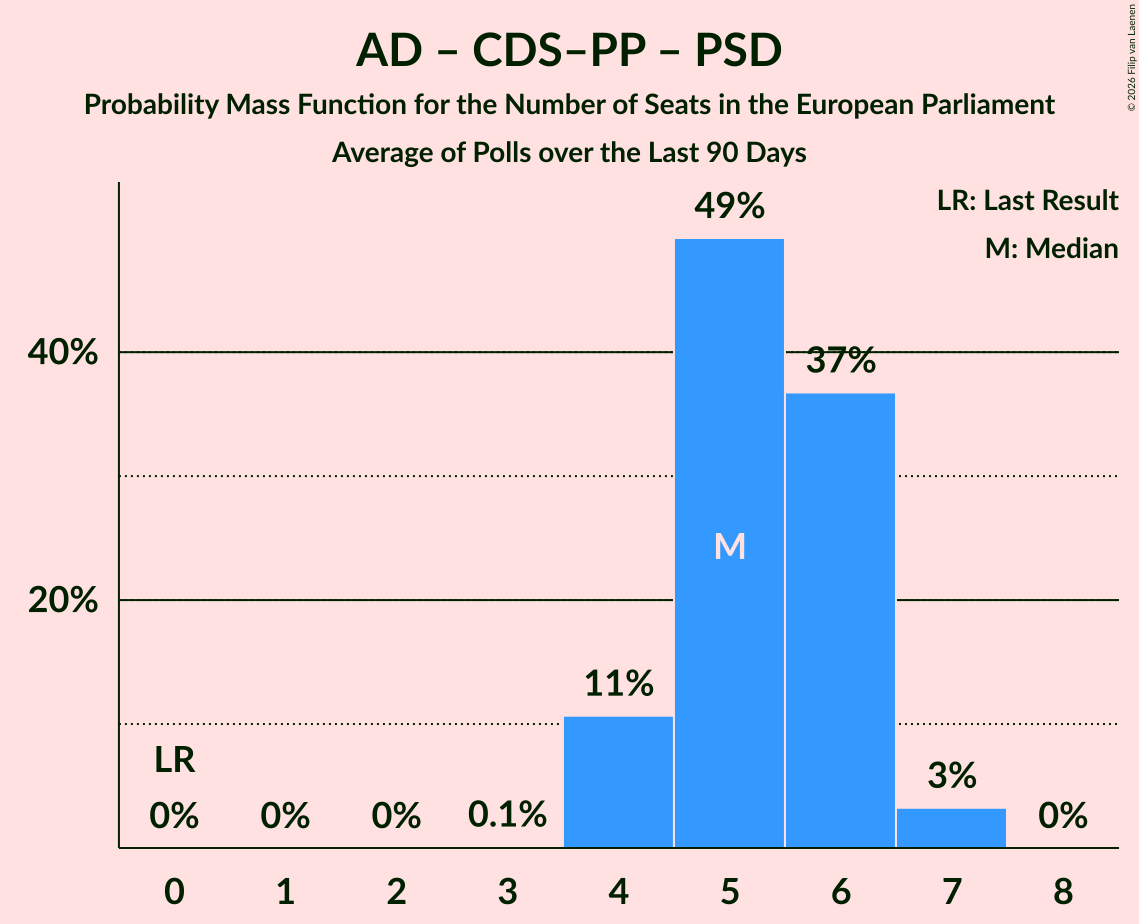 AD – CDS–PP – PSD
Probability Mass Function for the Number of Seats in the European Parliament
Average of Polls over the Last 90 Days
© 2026 Filip van Laenen
LR: Last Result
M: Median
49%
40%
37%
M
20%
11%
LR
3%
0% 0% 0% 0.1% 0%
0 1 2 3 4 5 6 7 8